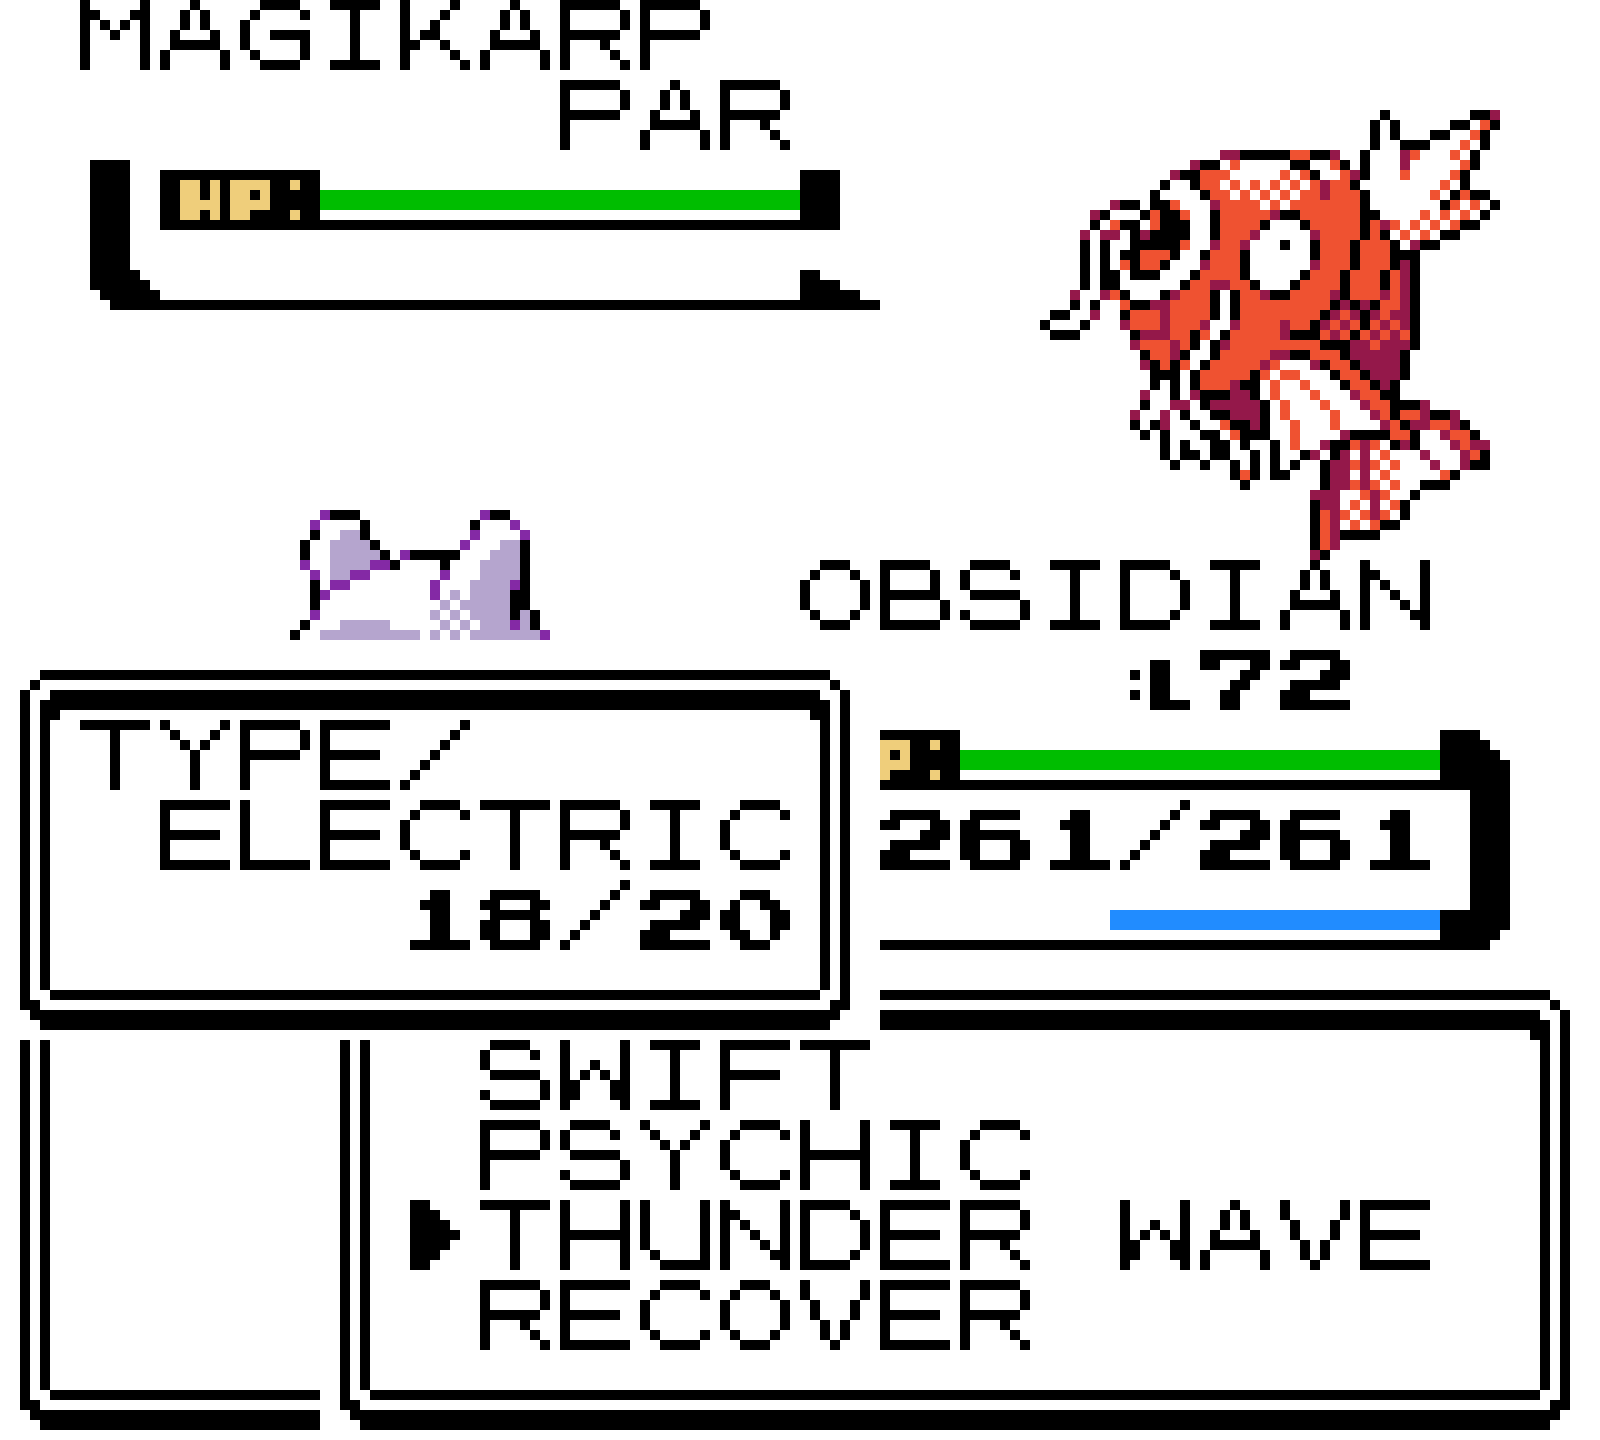 MAGIKARP
PAR
HP:
OBSIDIAN
:L72
P:
261/261
TYPE/
ELECTRIC
18/20
SWIFT
PSYCHIC
▶THUNDER WAVE
RECOVER